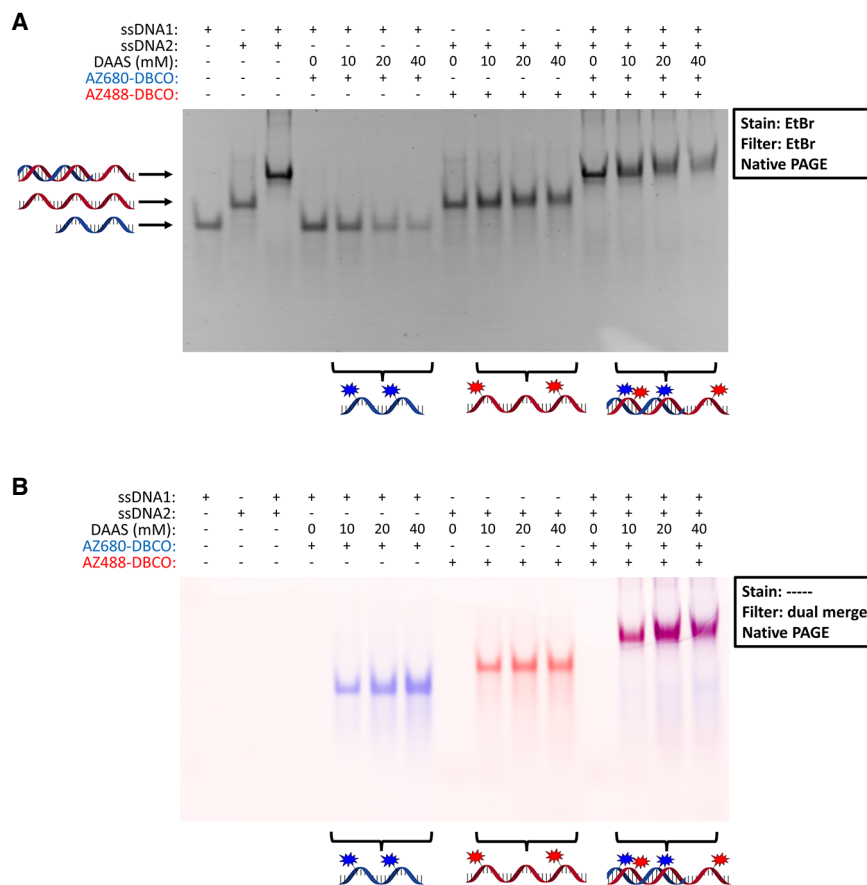 A
ssDNA1: + - + + + + + - - - - + + + +
ssDNA2: - + + - - - - + + + + + + + +
DAAS (mM): - - - 0 10 20 40 0 10 20 40 0 10 20 40
AZ680-DBCO: - - - + + + + - - - - + + + +
AZ488-DBCO: - - - - - - - + + + + + + + +
Stain: EtBr
Filter: EtBr
Native PAGE
B
ssDNA1: + - + + + + + - - - - + + + +
ssDNA2: - + + - - - - + + + + + + + +
DAAS (mM): - - - 0 10 20 40 0 10 20 40 0 10 20 40
AZ680-DBCO: - - - + + + + - - - - + + + +
AZ488-DBCO: - - - - - - - + + + + + + + +
Stain: -----
Filter: dual merge
Native PAGE